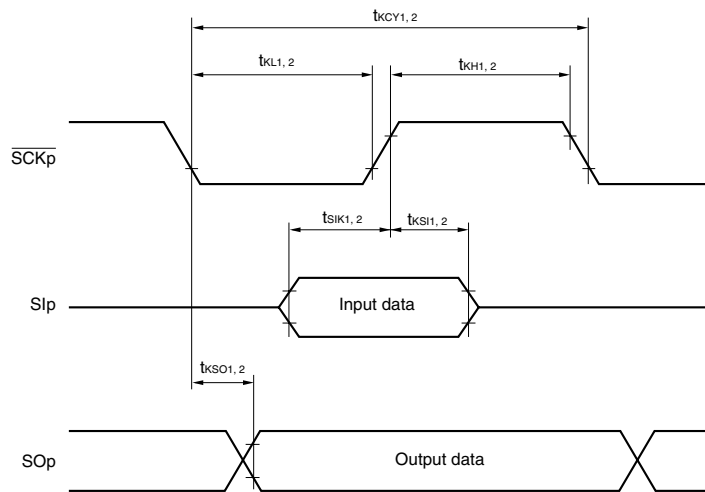 tKCY1, 2
tKL1, 2
tKH1, 2
SCKp
tSIK1, 2
tKSI1, 2
SIp
Input data
tKSO1, 2
SOp
Output data